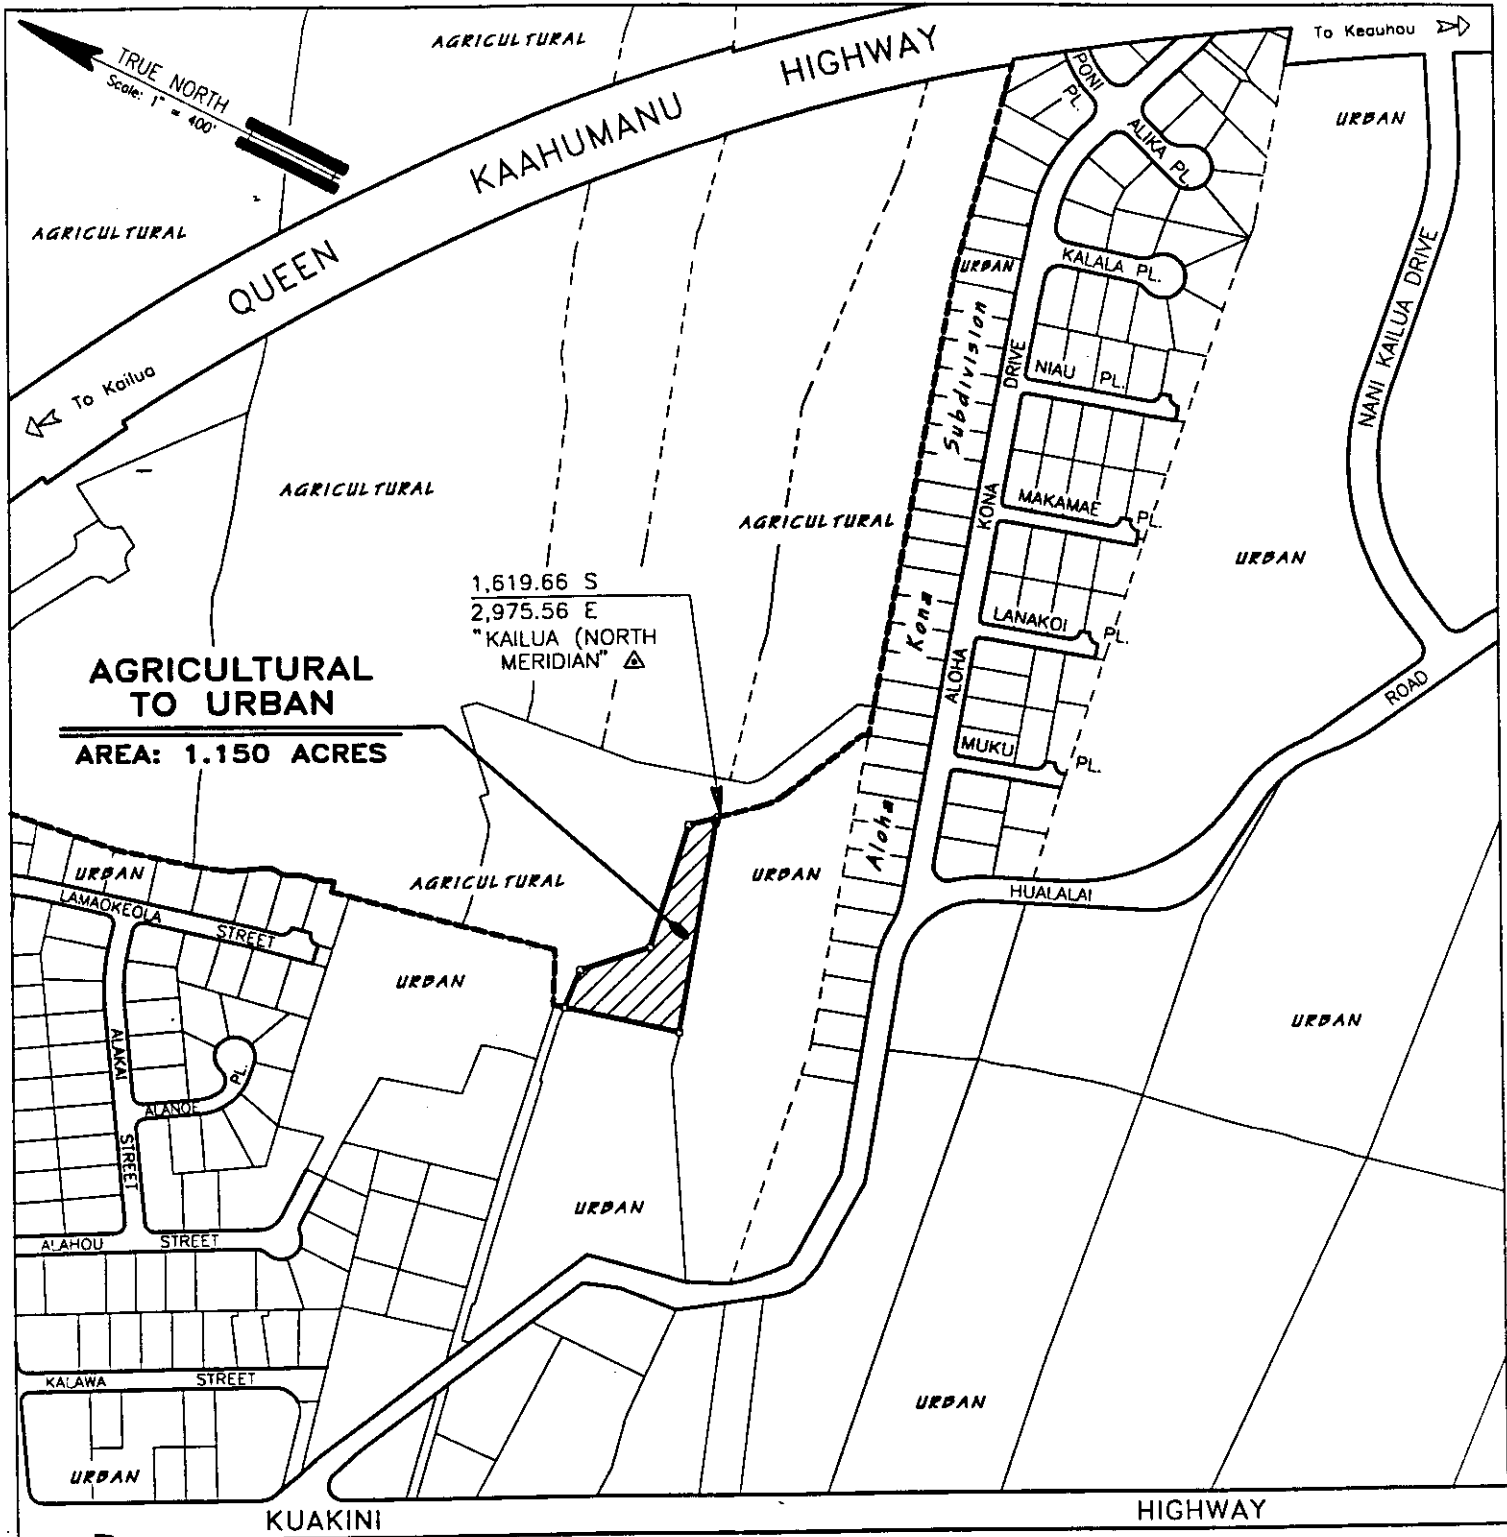 AGRICULTURAL
To Keauhou
TRUE NORTH
Scale: 1" = 400'
QUEEN KAAHUMANU HIGHWAY
PONI PL.
ALIKA PL.
URBAN
AGRICULTURAL
KALALA PL.
URBAN
NANI KAILUA DRIVE
To Kailua
NIAU PL.
AGRICULTURAL
AGRICULTURAL
MAKAMAE PL.
URBAN
1,619.66 S
2,975.56 E
"KAILUA (NORTH
MERIDIAN"
LANAKOI PL.
Aloha Kona Subdivision
ALOHA KONA DRIVE
AGRICULTURAL
TO URBAN
AREA: 1.150 ACRES
MUKU PL.
HUALALAI ROAD
URBAN
AGRICULTURAL
URBAN
LAMAOKEOLA STREET
URBAN
URBAN
ALAKAI STREET
ALANOE PL.
URBAN
ALAHOU STREET
KALAWA STREET
URBAN
URBAN
KUAKINI HIGHWAY